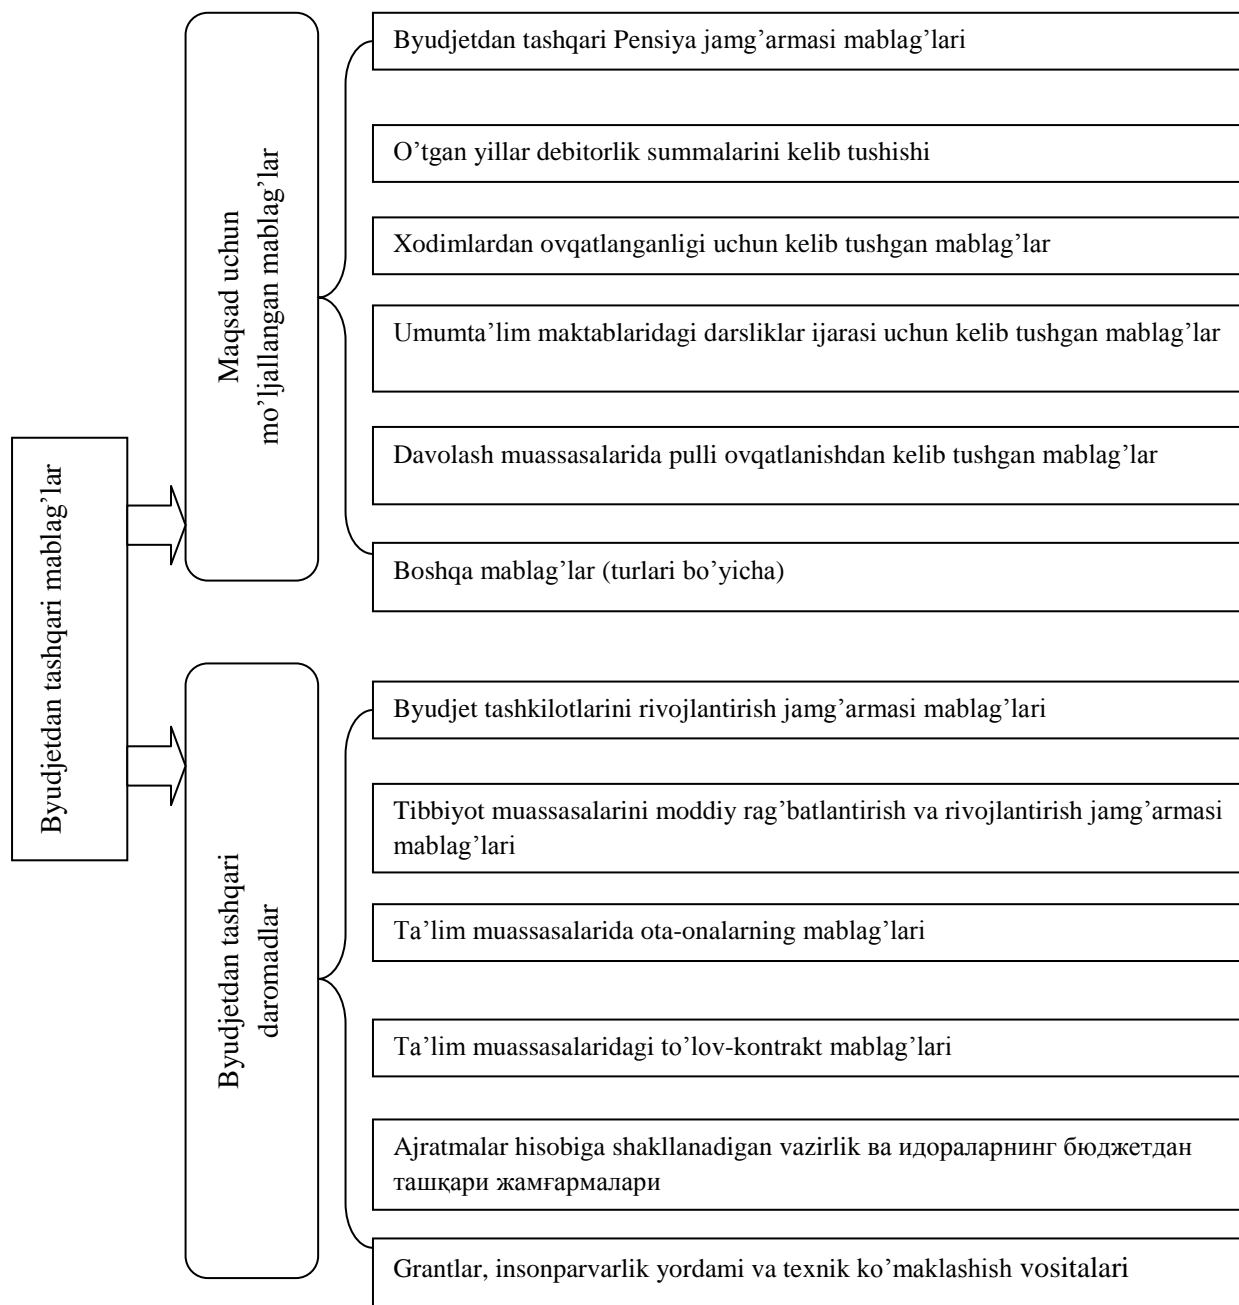 Byudjetdan tashqari mablag’lar
Maqsad uchun
mo’ljallangan mablag’lar
Byudjetdan tashqari Pensiya jamg’armasi mablag’lari
O’tgan yillar debitorlik summalarini kelib tushishi
Xodimlardan ovqatlanganligi uchun kelib tushgan mablag’lar
Umumta’lim maktablaridagi darsliklar ijarasi uchun kelib tushgan mablag’lar
Davolash muassasalarida pulli ovqatlanishdan kelib tushgan mablag’lar
Boshqa mablag’lar (turlari bo’yicha)
Byudjetdan tashqari
daromadlar
Byudjet tashkilotlarini rivojlantirish jamg’armasi mablag’lari
Tibbiyot muassasalarini moddiy rag’batlantirish va rivojlantirish jamg’armasi
mablag’lari
Ta’lim muassasalarida ota-onalarning mablag’lari
Ta’lim muassasalaridagi to’lov-kontrakt mablag’lari
Ajratmalar hisobiga shakllanadigan vazirlik ва идораларнинг бюджетдан
ташқари жамғармалари
Grantlar, insonparvarlik yordami va texnik ko’maklashish vositalari